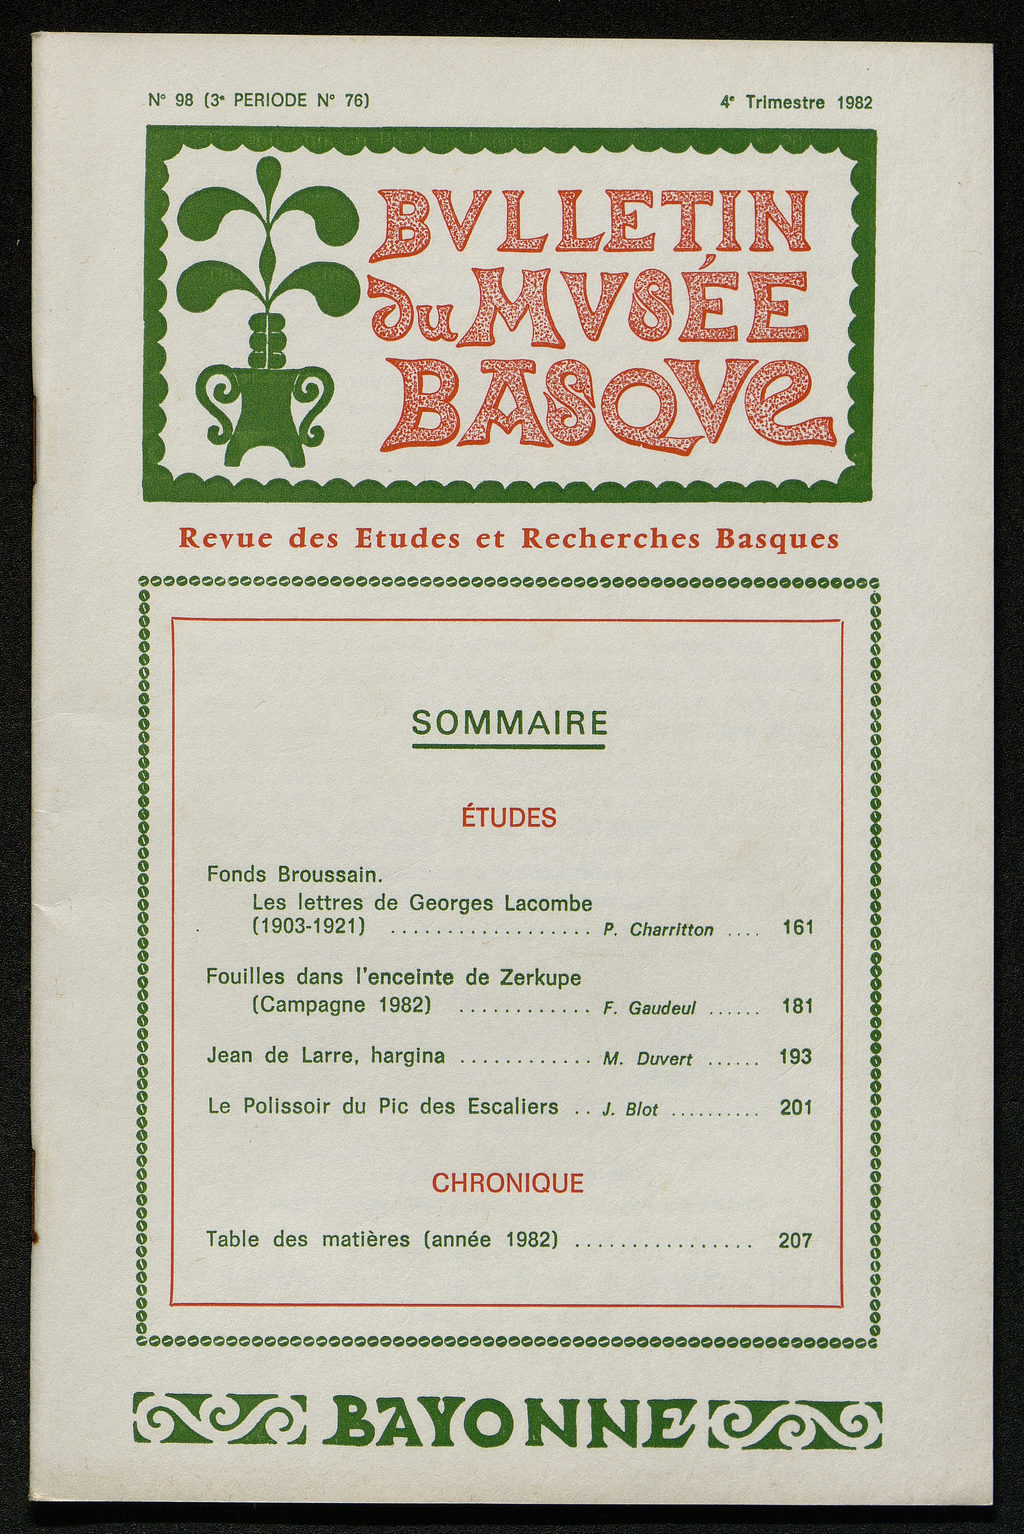 N° 98 (3e PERIODE N° 76)
4e Trimestre 1982
BVLLETIN
du MVSÉE
BASQVe
Revue des Etudes et Recherches Basques
SOMMAIRE
ÉTUDES
Fonds Broussain.
Les lettres de Georges Lacombe
(1903-1921) .................. P. Charritton .... 161
Fouilles dans l'enceinte de Zerkupe
(Campagne 1982) ............ F. Gaudeul ...... 181
Jean de Larre, hargina ............ M. Duvert ...... 193
Le Polissoir du Pic des Escaliers .. J. Blot .......... 201
CHRONIQUE
Table des matières (année 1982) ................ 207
BAYONNE